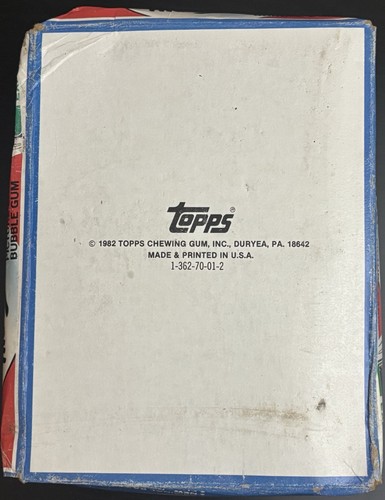 topps®
© 1982 TOPPS CHEWING GUM, INC., DURYEA, PA. 18642
MADE & PRINTED IN U.S.A.
1-362-70-01-2
BUBBLE GUM